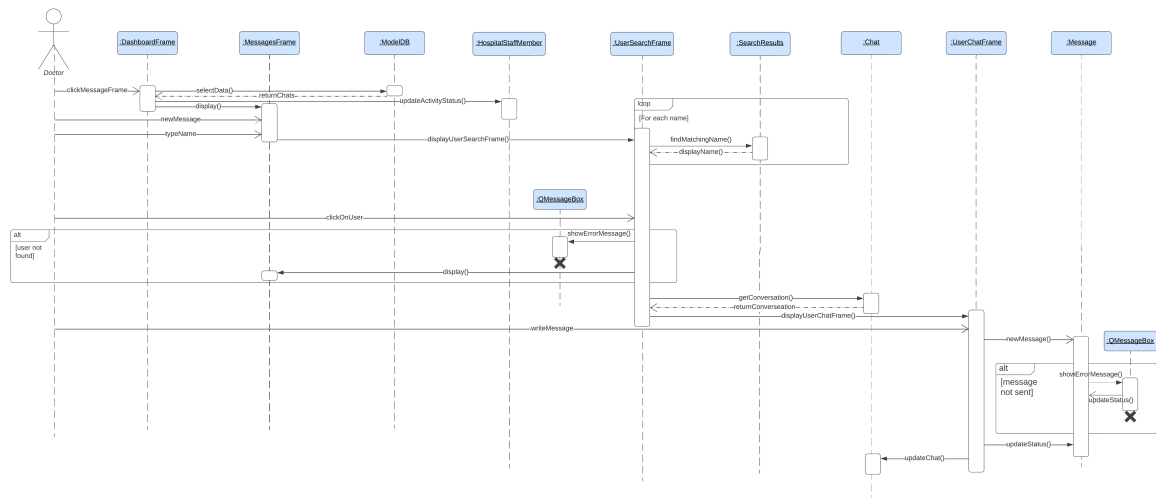 :DashboardFrame
:MessagesFrame
:ModelDB
:HospitalStaffMember
:UserSearchFrame
:SearchResults
:Chat
:UserChatFrame
:Message
Doctor
clickMessageFrame
selectData()
returnChats
updateActivityStatus()
display()
loop
newMessage
[For each name]
typeName
displayUserSearchFrame()
findMatchingName()
displayName()
:QMessageBox
clickOnUser
alt
showErrorMessage()
[user not
found]
display()
getConversation()
returnConverseation
displayUserChatFrame()
writeMessage
newMessage()
:QMessageBox
alt
showErrorMessage()
[message
not sent]
updateStatus()
updateStatus()
updateChat()